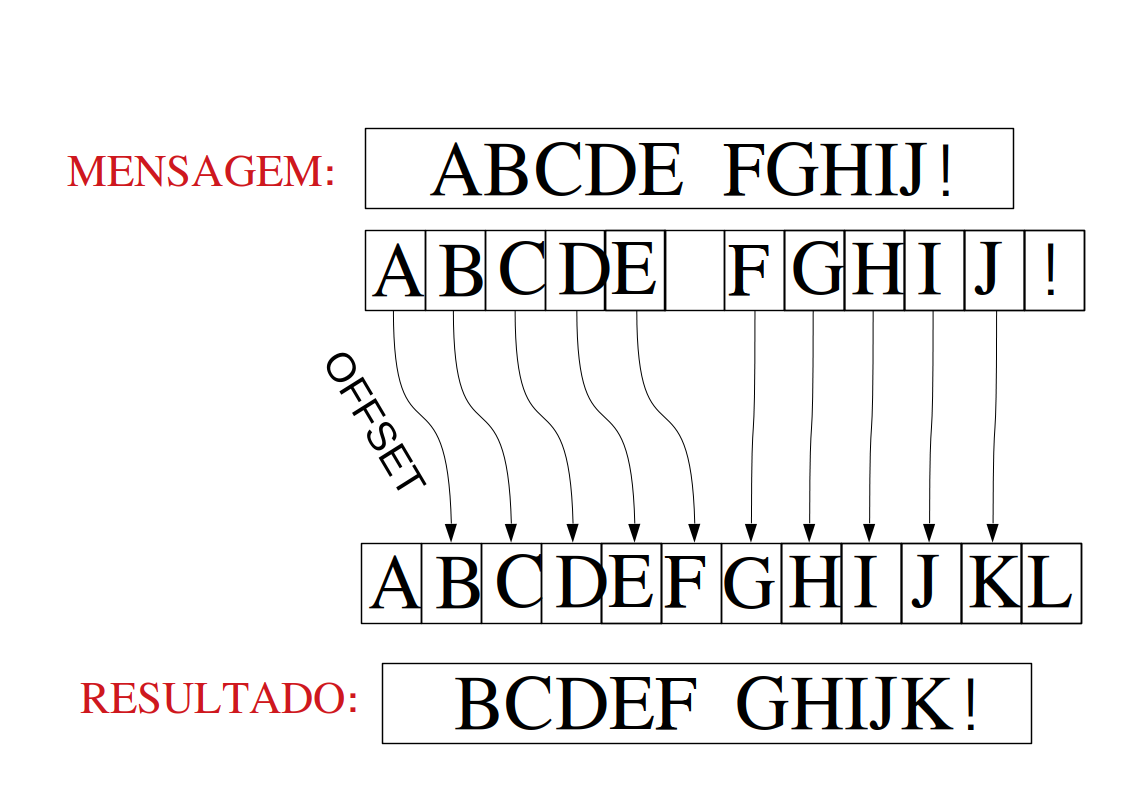 MENSAGEM: ABCDE FGHIJ!
A B C D E F G H I J !
OFFSET
A B C D E F G H I J K L
RESULTADO: BCDEF GHIJK!